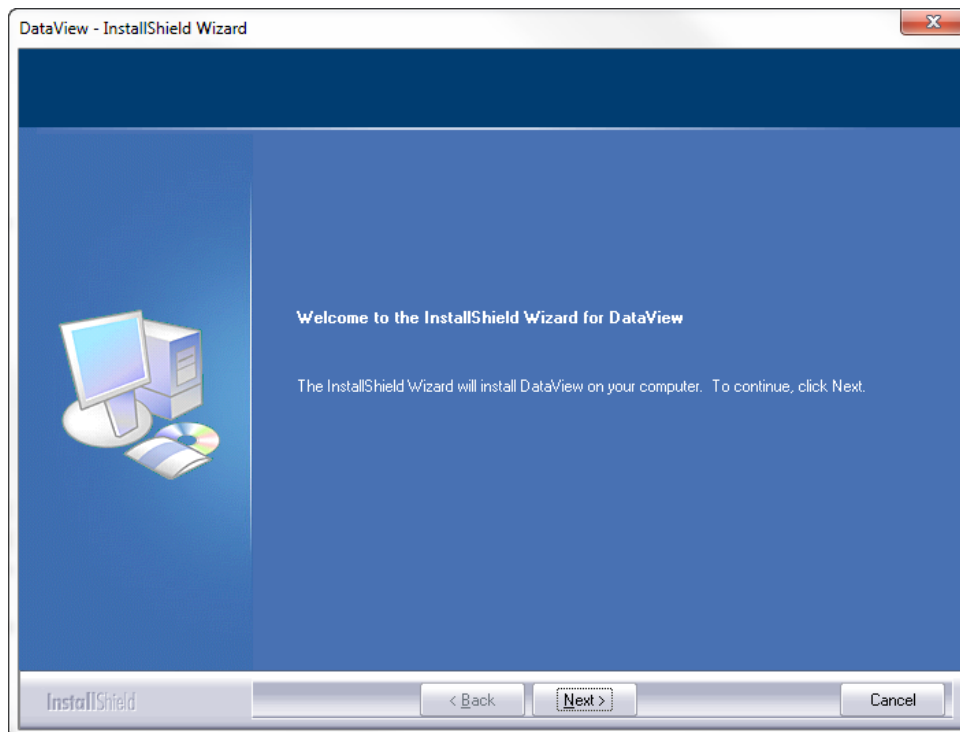 DataView - InstallShield Wizard
Welcome to the InstallShield Wizard for DataView
The InstallShield Wizard will install DataView on your computer. To continue, click Next.
InstallShield
< Back
Next >
Cancel